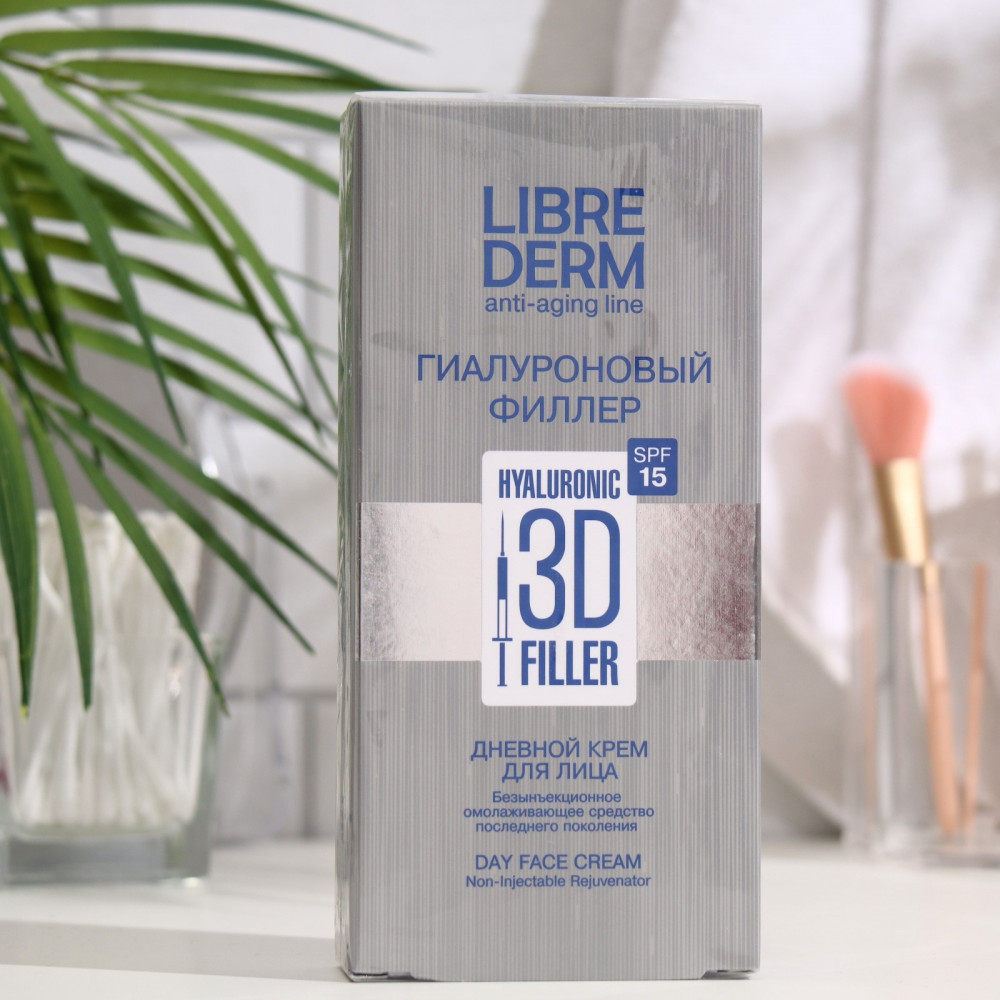 LIBRE
DERM
anti-aging line
ГИАЛУРОНОВЫЙ
ФИЛЛЕР
SPF
15
HYALURONIC
3D
FILLER
ДНЕВНОЙ КРЕМ
ДЛЯ ЛИЦА
Безынъекционное
омолаживающее средство
последнего поколения
DAY FACE CREAM
Non-Injectable Rejuvenator